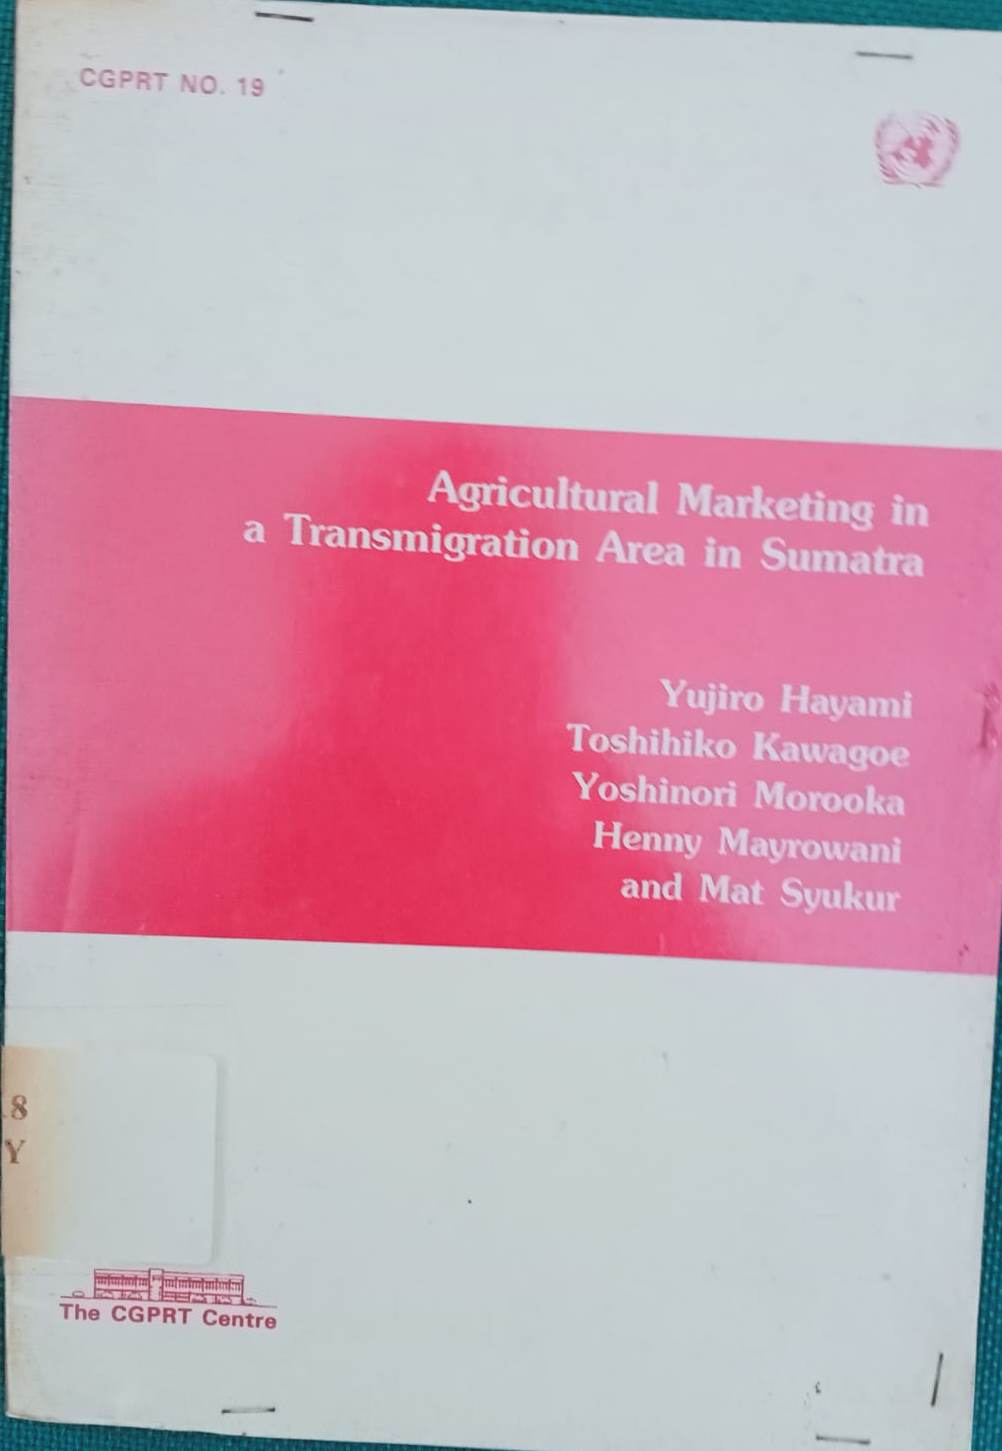 CGPRT NO. 19
Agricultural Marketing in
a Transmigration Area in Sumatra
Yujiro Hayami
Toshihiko Kawagoe
Yoshinori Morooka
Henny Mayrowani
and Mat Syukur
8
Y
The CGPRT Centre